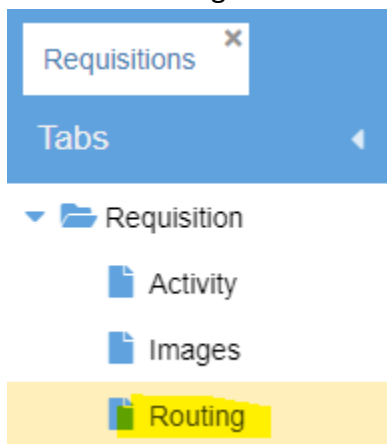 Requisitions
Tabs
Requisition
Activity
Images
Routing